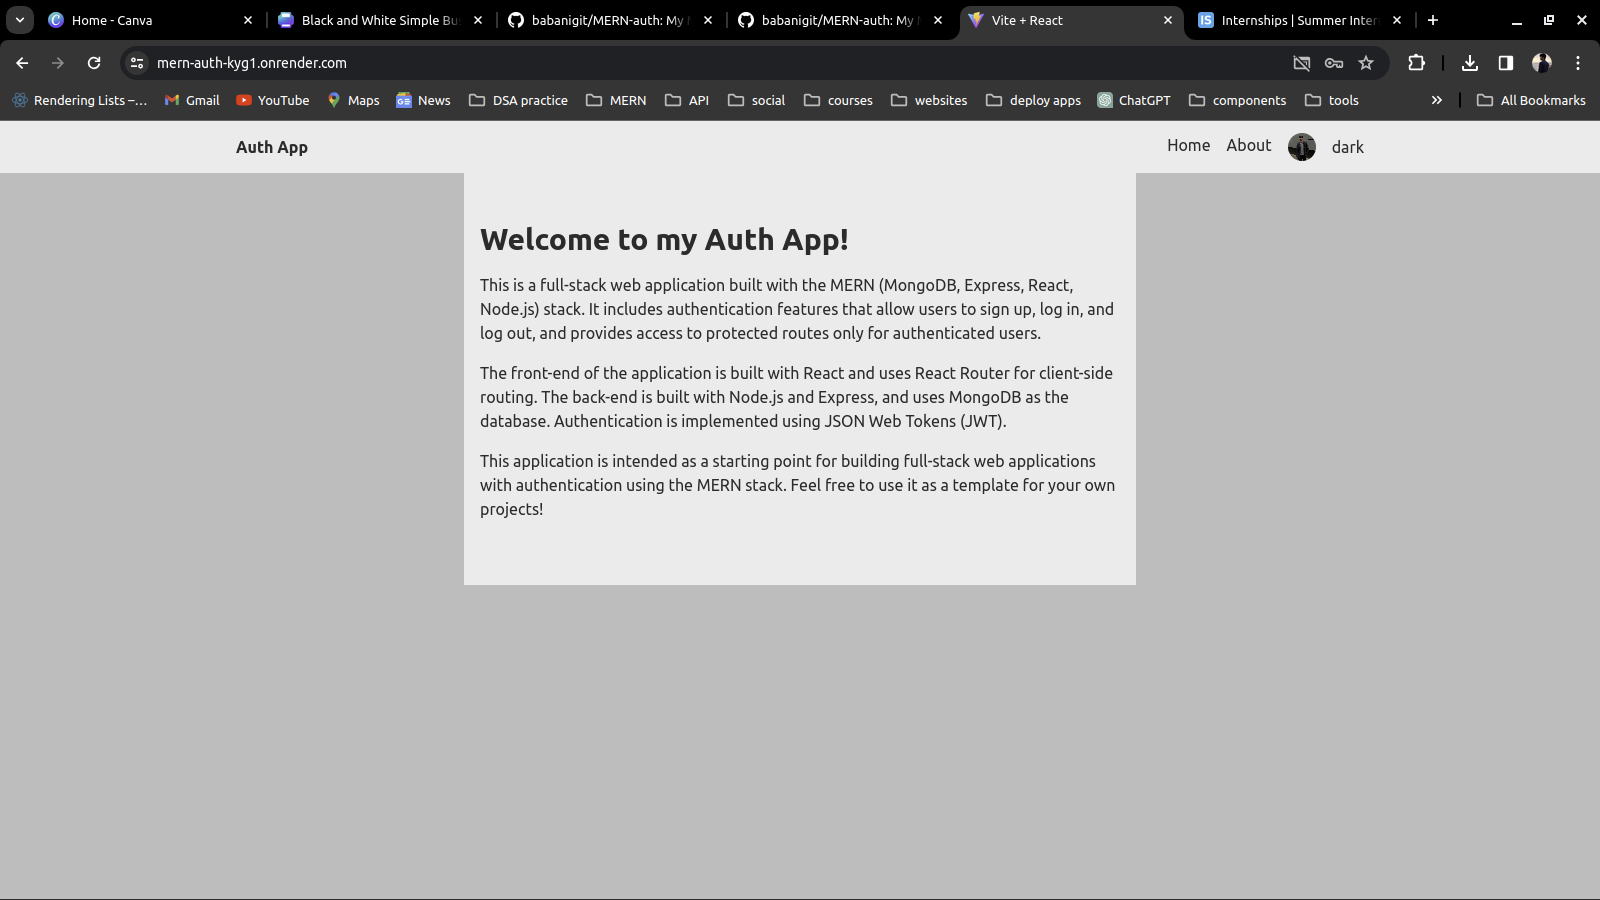 Home - Canva
Black and White Simple Bu
babanigit/MERN-auth: My
babanigit/MERN-auth: My
Vite + React
IS Internships | Summer Inter
mern-auth-kyg1.onrender.com
Rendering Lists –...
Gmail
YouTube
Maps
News
DSA practice
MERN
API
social
courses
websites
deploy apps
ChatGPT
components
tools
All Bookmarks
Auth App
Home
About
dark
Welcome to my Auth App!
This is a full-stack web application built with the MERN (MongoDB, Express, React,
Node.js) stack. It includes authentication features that allow users to sign up, log in, and
log out, and provides access to protected routes only for authenticated users.
The front-end of the application is built with React and uses React Router for client-side
routing. The back-end is built with Node.js and Express, and uses MongoDB as the
database. Authentication is implemented using JSON Web Tokens (JWT).
This application is intended as a starting point for building full-stack web applications
with authentication using the MERN stack. Feel free to use it as a template for your own
projects!